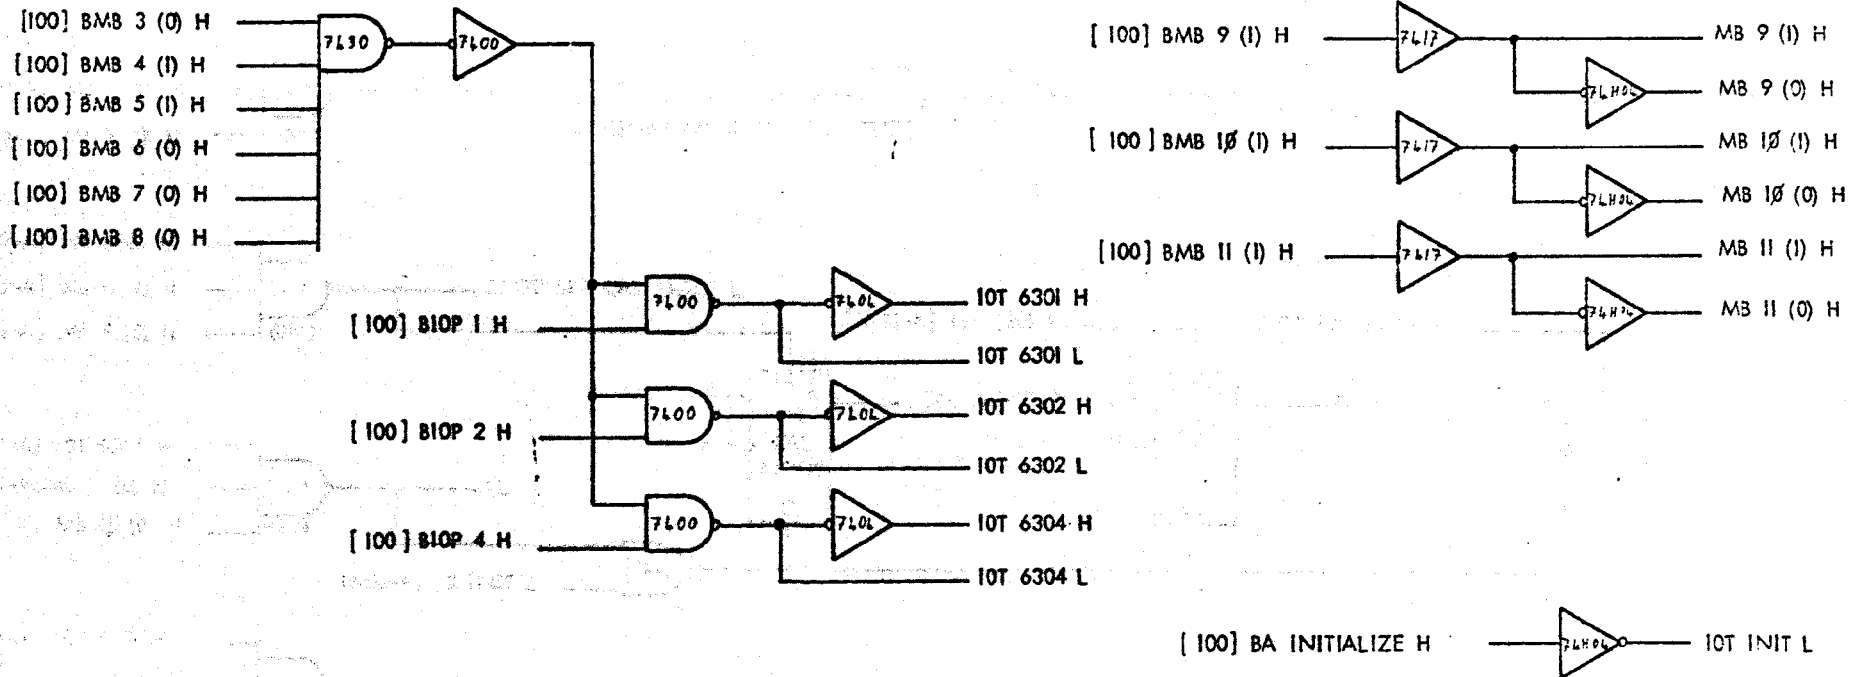 [100] BMB 3 (0) H
[100] BMB 4 (1) H
[100] BMB 5 (1) H
[100] BMB 6 (0) H
[100] BMB 7 (0) H
[100] BMB 8 (0) H
7430
7400
[100] BIOP 1 H
7400
7404
IOT 6301 H
IOT 6301 L
[100] BIOP 2 H
7400
7404
IOT 6302 H
IOT 6302 L
[100] BIOP 4 H
7400
7404
IOT 6304 H
IOT 6304 L
[100] BMB 9 (1) H
7417
MB 9 (1) H
74H04
MB 9 (0) H
[100] BMB 1Ø (1) H
7417
MB 1Ø (1) H
74H04
MB 1Ø (0) H
[100] BMB 11 (1) H
7417
MB 11 (1) H
74H04
MB 11 (0) H
[100] BA INITIALIZE H
74H04
IOT INIT L